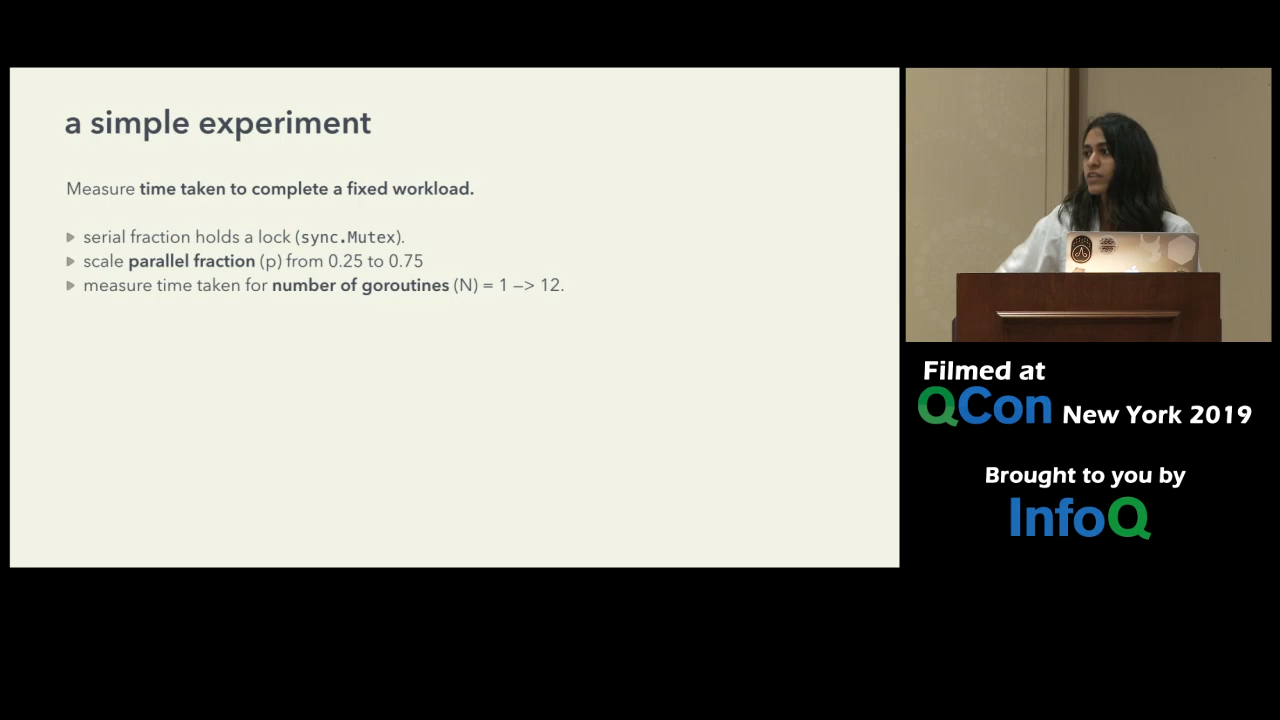 a simple experiment
Measure time taken to complete a fixed workload.
serial fraction holds a lock (sync.Mutex).
scale parallel fraction (p) from 0.25 to 0.75
measure time taken for number of goroutines (N) = 1 —> 12.
Filmed at
QCon New York 2019
Brought to you by
InfoQ